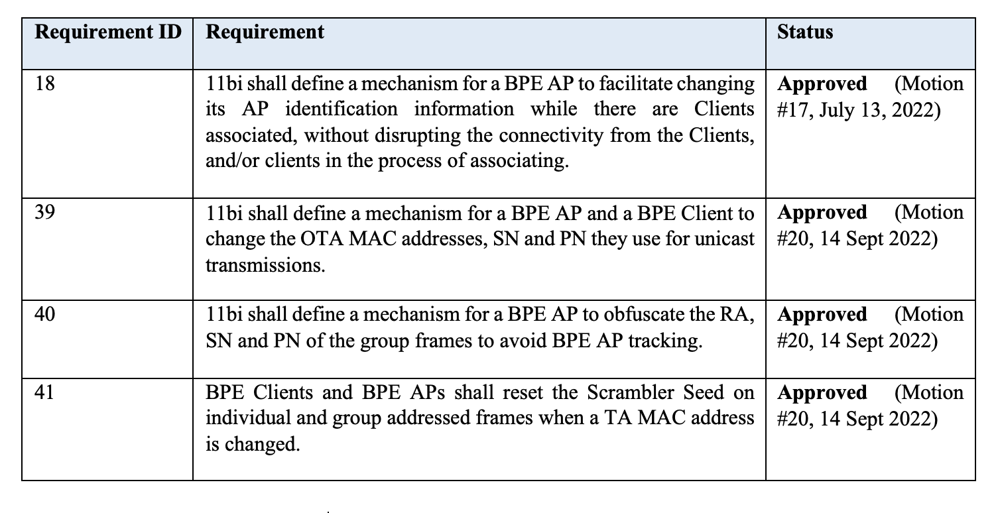 Requirement ID Requirement Status
18
11bi shall define a mechanism for a BPE AP to facilitate changing
its AP identification information while there are Clients
associated, without disrupting the connectivity from the Clients,
and/or clients in the process of associating.
Approved (Motion
#17, July 13, 2022)
39
11bi shall define a mechanism for a BPE AP and a BPE Client to
change the OTA MAC addresses, SN and PN they use for unicast
transmissions.
Approved (Motion
#20, 14 Sept 2022)
40
11bi shall define a mechanism for a BPE AP to obfuscate the RA,
SN and PN of the group frames to avoid BPE AP tracking.
Approved (Motion
#20, 14 Sept 2022)
41
BPE Clients and BPE APs shall reset the Scrambler Seed on
individual and group addressed frames when a TA MAC address
is changed.
Approved (Motion
#20, 14 Sept 2022)